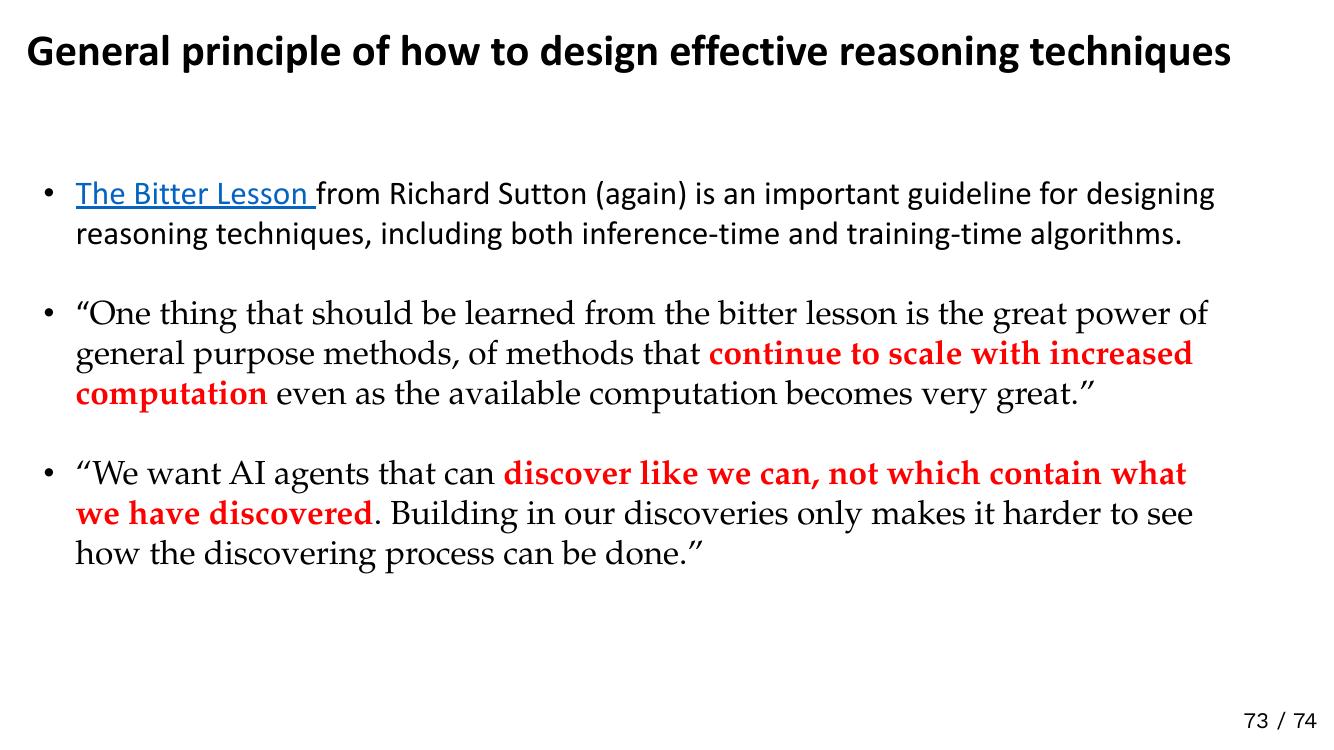 General principle of how to design effective reasoning techniques
• The Bitter Lesson from Richard Sutton (again) is an important guideline for designing
reasoning techniques, including both inference-time and training-time algorithms.
• “One thing that should be learned from the bitter lesson is the great power of
general purpose methods, of methods that continue to scale with increased
computation even as the available computation becomes very great.”
• “We want AI agents that can discover like we can, not which contain what
we have discovered. Building in our discoveries only makes it harder to see
how the discovering process can be done.”
73 / 74